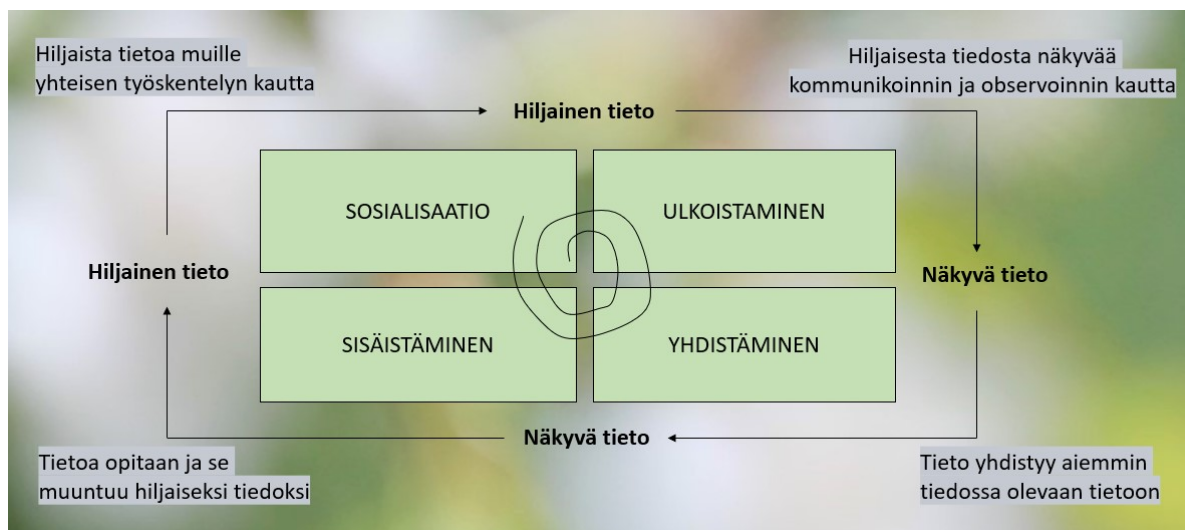 Hiljaista tietoa muille
yhteisen työskentelyn kautta
Hiljaisesta tiedosta näkyvää
kommunikoinnin ja observoinnin kautta
Hiljainen tieto
SOSIALISAATIO
ULKOISTAMINEN
Hiljainen tieto
Näkyvä tieto
SISÄISTÄMINEN
YHDISTÄMINEN
Näkyvä tieto
Tietoa opitaan ja se
muuntuu hiljaiseksi tiedoksi
Tieto yhdistyy aiemmin
tiedossa olevaan tietoon